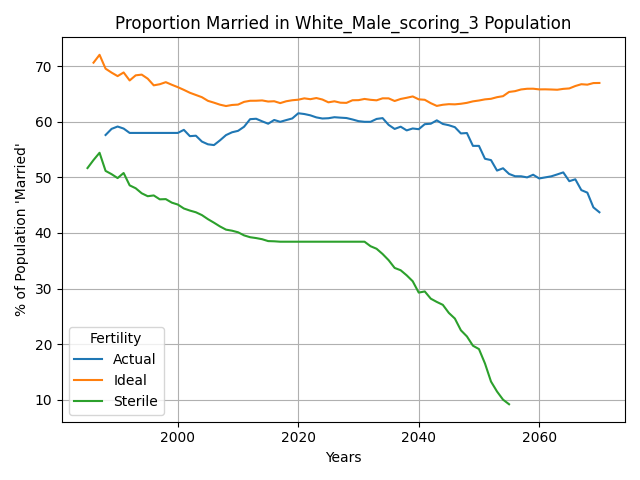 Proportion Married in White_Male_scoring_3 Population
% of Population 'Married'
70
60
50
40
30
20
10
Fertility
Actual
Ideal
Sterile
2000
2020
2040
2060
Years